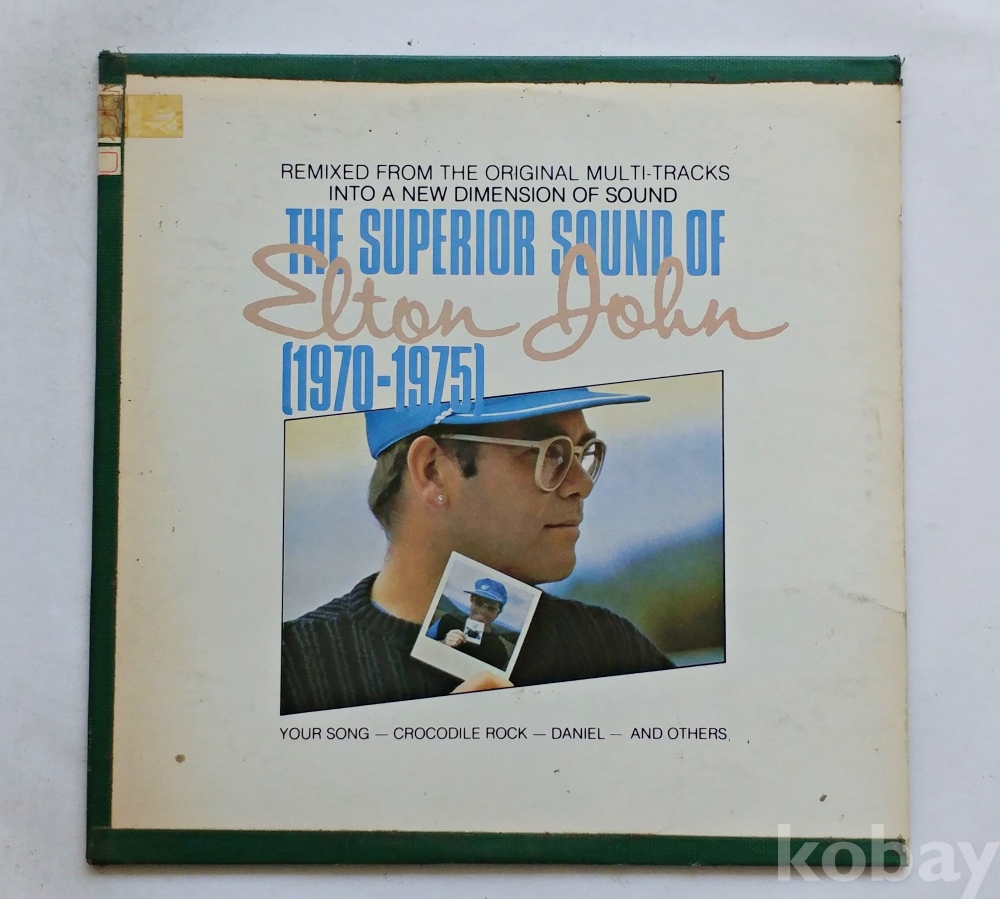 REMIXED FROM THE ORIGINAL MULTI-TRACKS
INTO A NEW DIMENSION OF SOUND
THE SUPERIOR SOUND OF
Elton John
(1970-1975)
YOUR SONG — CROCODILE ROCK — DANIEL — AND OTHERS.
kobay